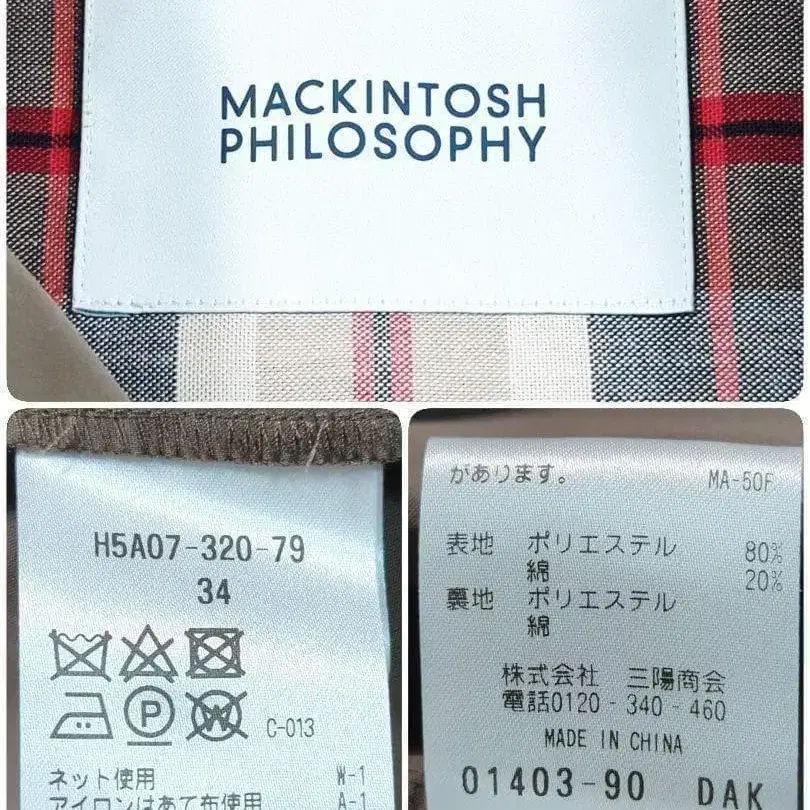 MACKINTOSH
PHILOSOPHY
H5A07-320-79
34
C-013
ネット使用 W-1
アイロンはあて布使用 A-1
があります。 MA-50F
表地 ポリエステル 80%
綿 20%
裏地 ポリエステル
綿
株式会社 三陽商会
電話0120-340-460
MADE IN CHINA
01403-90 DAK